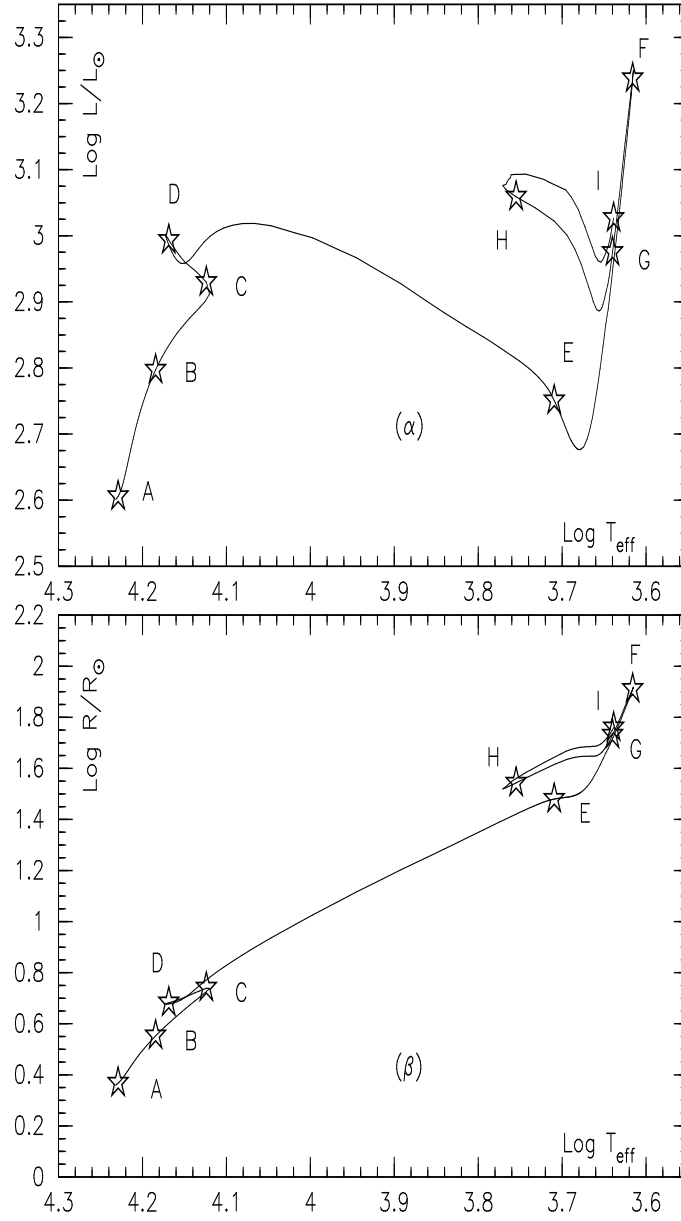 Log L/L☉
3.3
3.2
3.1
3
2.9
2.8
2.7
2.6
2.5
F
D
I
H
G
C
E
B
(α)
A
Log T_eff
4.3 4.2 4.1 4 3.9 3.8 3.7 3.6
Log R/R☉
2.2
2
1.8
1.6
1.4
1.2
1
0.8
0.6
0.4
0.2
0
F
I
G
H
E
D
C
B
(β)
A
Log T_eff
4.3 4.2 4.1 4 3.9 3.8 3.7 3.6